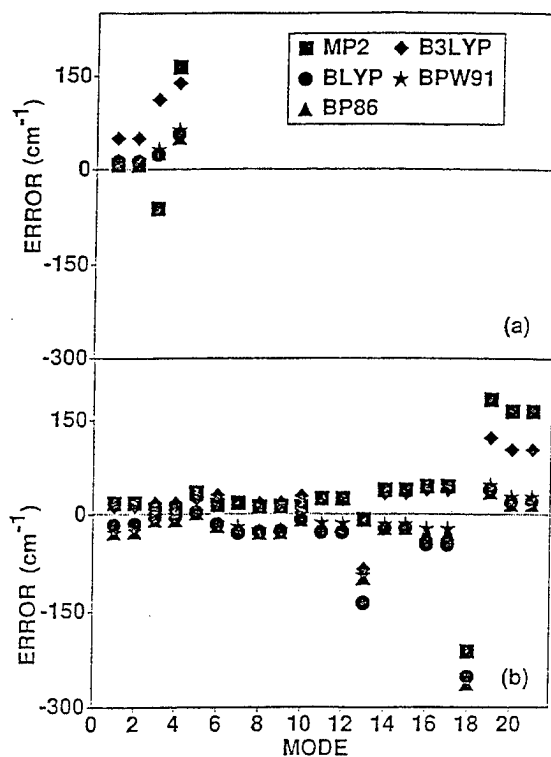 MP2 B3LYP
BLYP BPW91
BP86
ERROR (cm-1)
150
0
-150
-300
(a)
ERROR (cm-1)
150
0
-150
-300
(b)
0 2 4 6 8 10 12 14 16 18 20
MODE